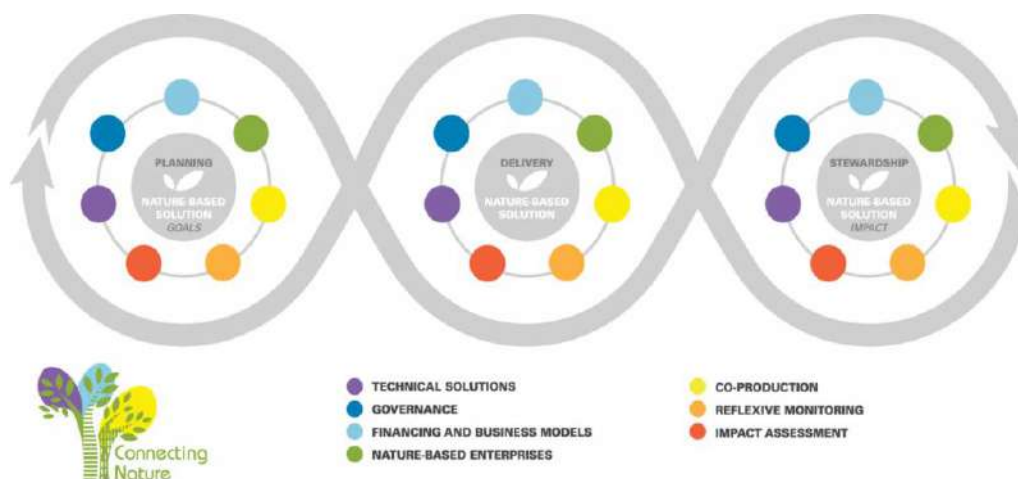 PLANNING
NATURE-BASED
SOLUTION
GOALS
DELIVERY
NATURE-BASED
SOLUTION
STEWARDSHIP
NATURE-BASED
SOLUTION
IMPACT
TECHNICAL SOLUTIONS
GOVERNANCE
FINANCING AND BUSINESS MODELS
NATURE-BASED ENTERPRISES
CO-PRODUCTION
REFLEXIVE MONITORING
IMPACT ASSESSMENT
Connecting
Nature